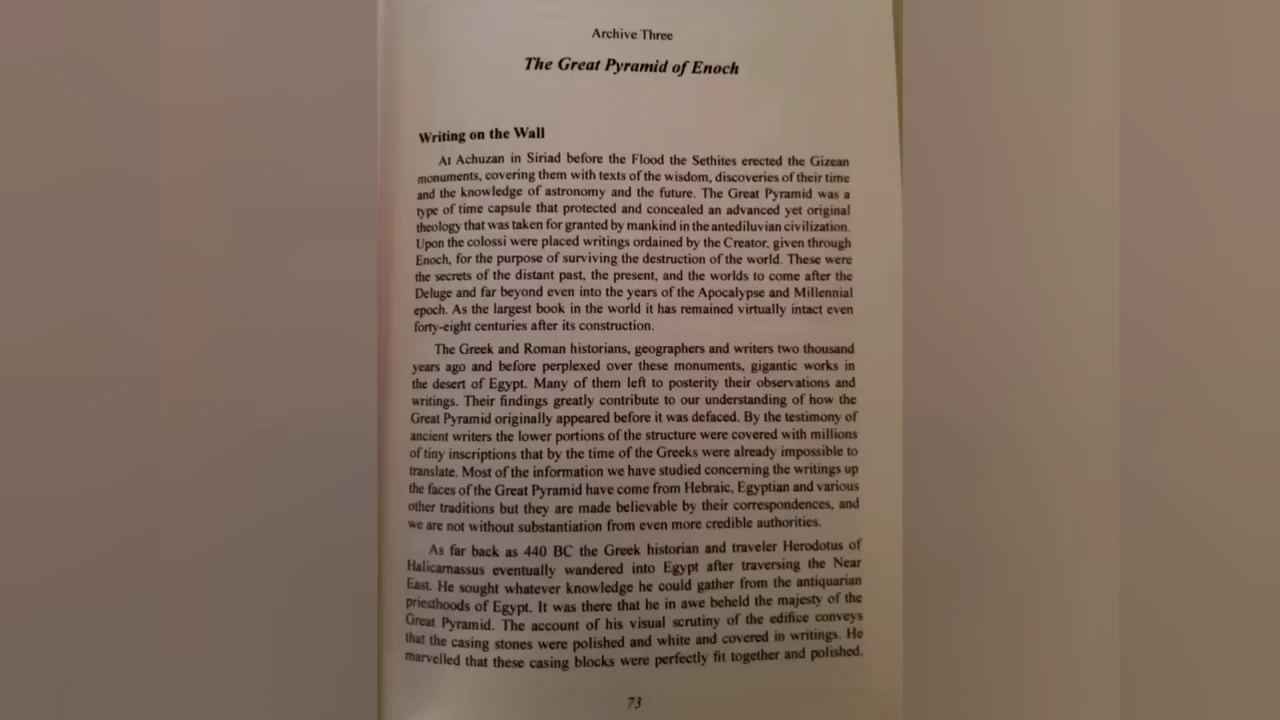 Archive Three
The Great Pyramid of Enoch
Writing on the Wall
At Achuzan in Siriad before the Flood the Sethites erected the Gizean
monuments, covering them with texts of the wisdom, discoveries of their time
and the knowledge of astronomy and the future. The Great Pyramid was a
type of time capsule that protected and concealed an advanced yet original
theology that was taken for granted by mankind in the antediluvian civilization.
Upon the colossi were placed writings ordained by the Creator, given through
Enoch, for the purpose of surviving the destruction of the world. These were
the secrets of the distant past, the present, and the worlds to come after the
Deluge and far beyond even into the years of the Apocalypse and Millennial
epoch. As the largest book in the world it has remained virtually intact even
forty-eight centuries after its construction.
The Greek and Roman historians, geographers and writers two thousand
years ago and before perplexed over these monuments, gigantic works in
the desert of Egypt. Many of them left to posterity their observations and
writings. Their findings greatly contribute to our understanding of how the
Great Pyramid originally appeared before it was defaced. By the testimony of
ancient writers the lower portions of the structure were covered with millions
of tiny inscriptions that by the time of the Greeks were already impossible to
translate. Most of the information we have studied concerning the writings up
the faces of the Great Pyramid have come from Hebraic, Egyptian and various
other traditions but they are made believable by their correspondences, and
we are not without substantiation from even more credible authorities.
As far back as 440 BC the Greek historian and traveler Herodotus of
Halicarnassus eventually wandered into Egypt after traversing the Near
East. He sought whatever knowledge he could gather from the antiquarian
priesthoods of Egypt. It was there that he in awe beheld the majesty of the
Great Pyramid. The account of his visual scrutiny of the edifice conveys
that the casing stones were polished and white and covered in writings. He
marvelled that these casing blocks were perfectly fit together and polished.
73